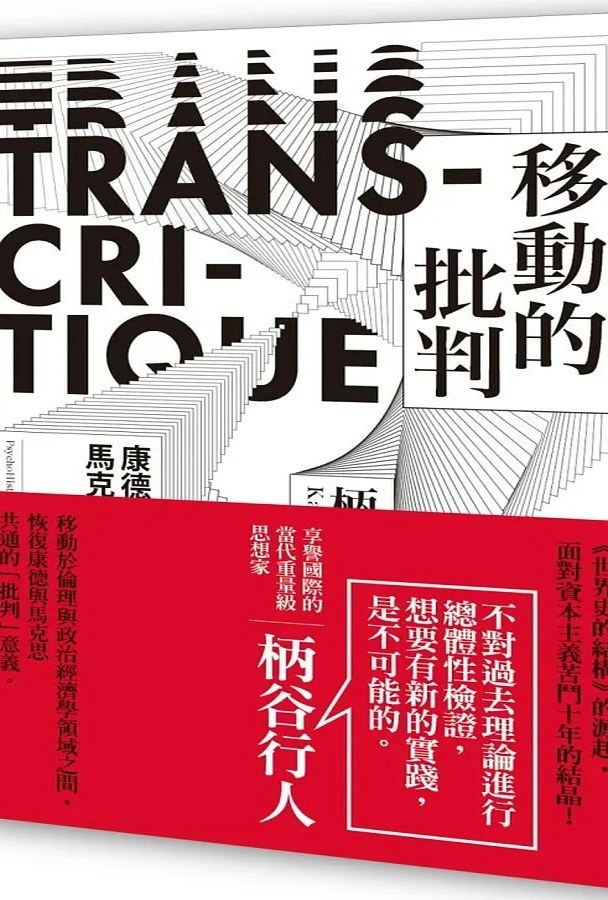 TRANS-
CRI-
TIQUE
移動的
批判
康德
馬克
PsychoHist
柄
Ka
《世界史的結構》的源起，
面對資本主義苦鬥十年的結晶！
不對過去理論進行
總體性檢證，
想要有新的實踐，
是不可能的。
享譽國際的
當代重量級
思想家
柄谷行人
移動於倫理與政治經濟學領域之間，
恢復康德與馬克思
共通的「批判」意義。